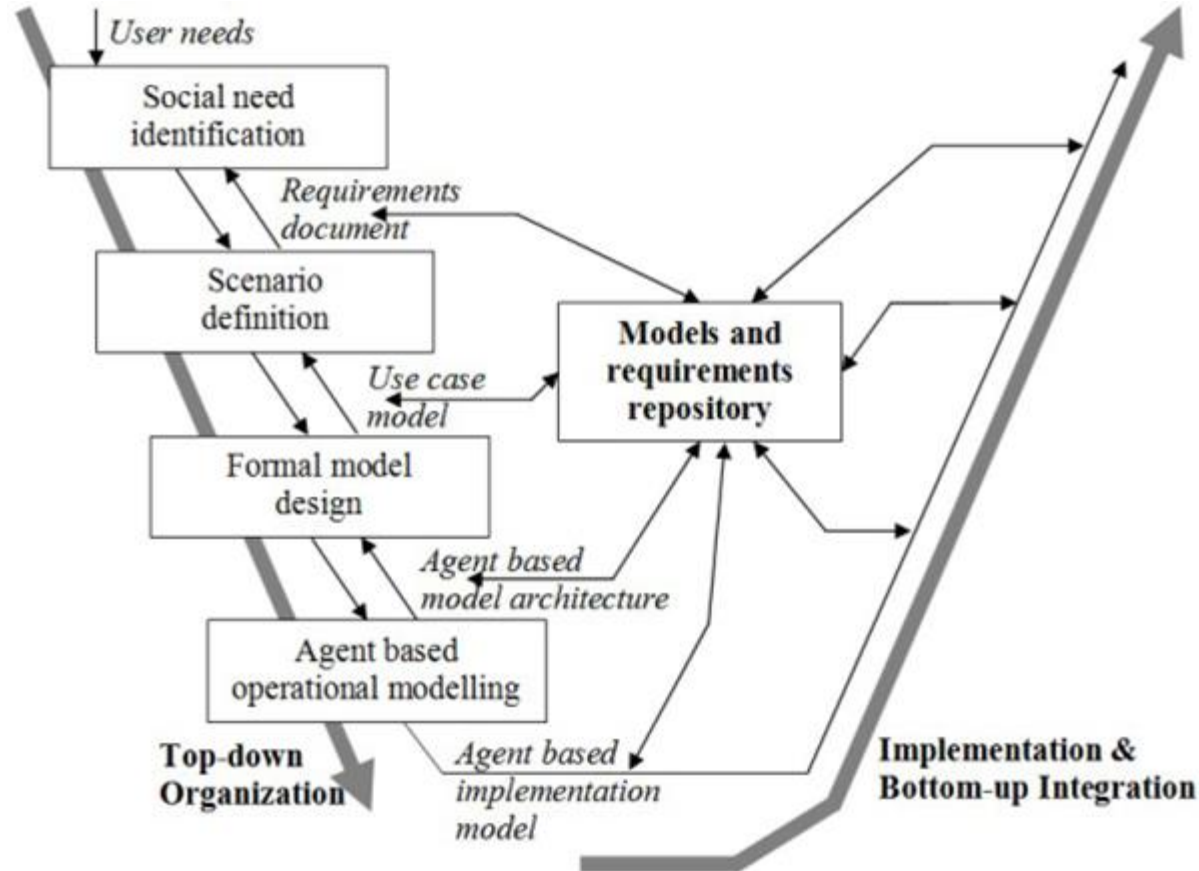 User needs
Social need
identification
Requirements
document
Scenario
definition
Models and
requirements
repository
Use case
model
Formal model
design
Agent based
model architecture
Agent based
operational modelling
Top-down
Organization
Agent based
implementation
model
Implementation &
Bottom-up Integration